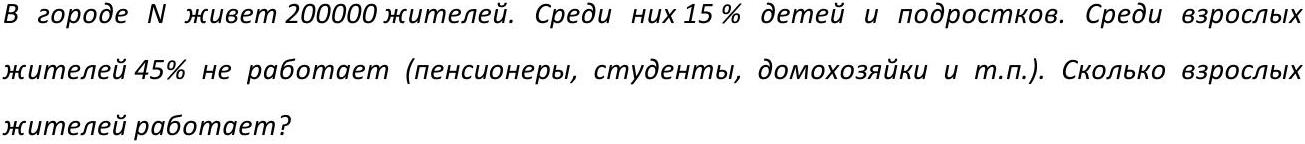 В городе N живет 200000 жителей. Среди них 15 % детей и подростков. Среди взрослых
жителей 45% не работает (пенсионеры, студенты, домохозяйки и т.п.). Сколько взрослых
жителей работает?